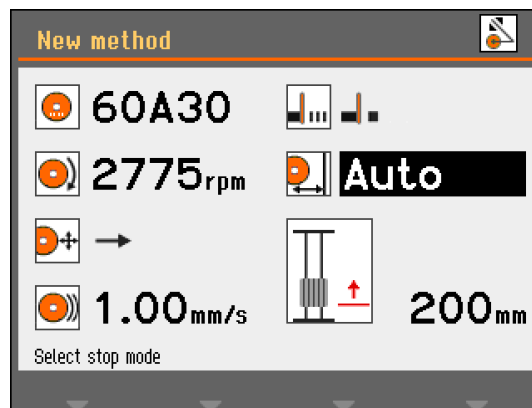 New method
60A30
2775rpm
Auto
1.00mm/s
200mm
Select stop mode